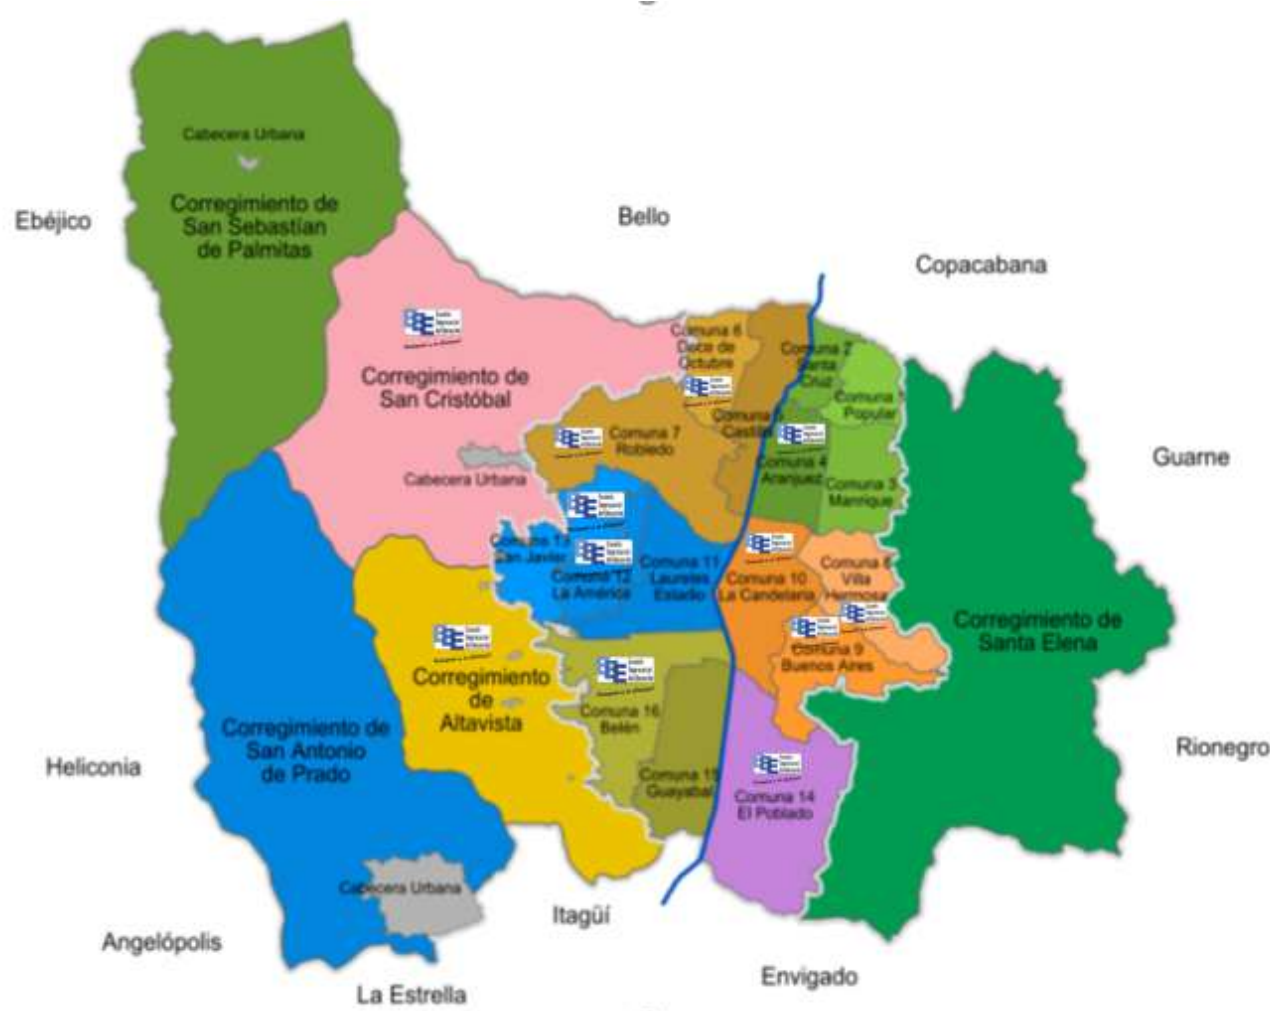 Cabecera Urbana
Corregimiento de
San Sebastían
de Palmitas
Ebéjico
Bello
Copacabana
Corregimiento de
San Cristóbal
Comuna 6
Doce de
Octubre
Comuna 2
Santa
Cruz
Comuna 1
Popular
Comuna 5
Castilla
Comuna 7
Robledo
Cabecera Urbana
Comuna 4
Aranjuez
Comuna 3
Manrique
Guarne
Comuna 13
San Javier
Comuna 12
La América
Comuna 11
Laureles
Estadio
Comuna 10
La Candelaria
Villa
Hermosa
Comuna 9
Buenos Aires
Corregimiento de
Santa Elena
Corregimiento
de
Altavista
Comuna 16
Belén
Comuna 15
Guayabal
Comuna 14
El Poblado
Corregimiento de
San Antonio
de Prado
Heliconia
Rionegro
Cabecera Urbana
Itagüí
Angelópolis
La Estrella
Envigado